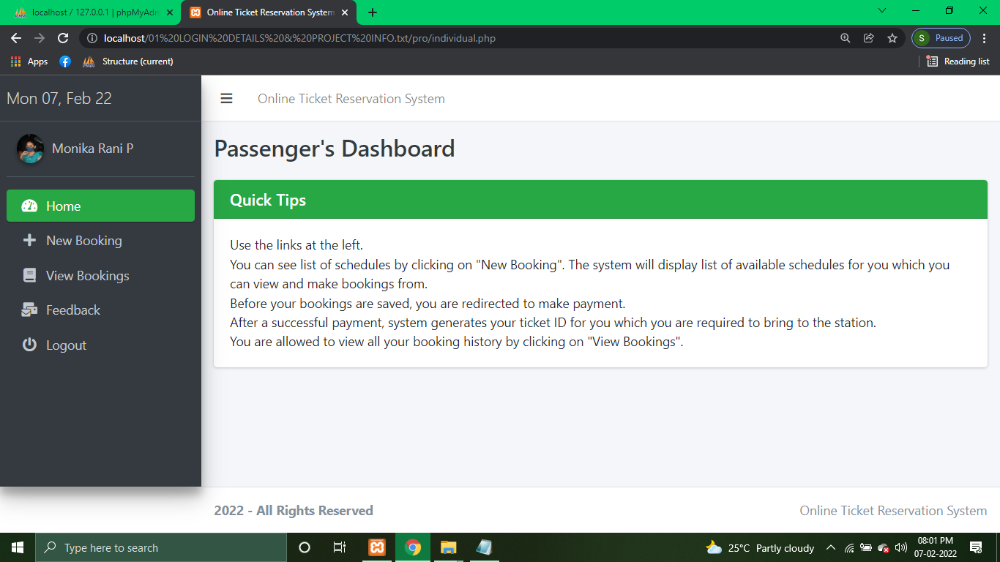 localhost / 127.0.0.1 | phpMyAdn
Online Ticket Reservation System
localhost/01%20LOGIN%20DETAILS%20&%20PROJECT%20INFO.txt/pro/individual.php
S Paused
Apps
Structure (current)
Reading list
Mon 07, Feb 22
Online Ticket Reservation System
Monika Rani P
Home
New Booking
View Bookings
Feedback
Logout
Passenger's Dashboard
Quick Tips
Use the links at the left.
You can see list of schedules by clicking on "New Booking". The system will display list of available schedules for you which you
can view and make bookings from.
Before your bookings are saved, you are redirected to make payment.
After a successful payment, system generates your ticket ID for you which you are required to bring to the station.
You are allowed to view all your booking history by clicking on "View Bookings".
2022 - All Rights Reserved
Online Ticket Reservation System
Type here to search
25°C Partly cloudy
08:01 PM
07-02-2022